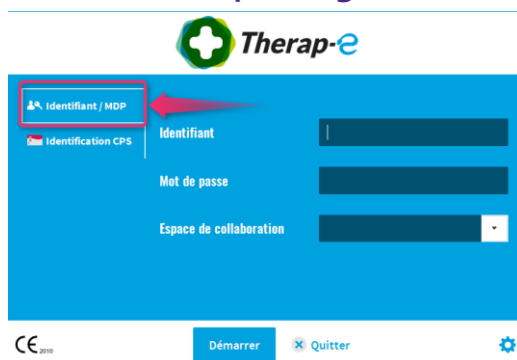 Therap-e
Identifiant / MDP
Identification CPS
Identifiant
Mot de passe
Espace de collaboration
CE 2010
Démarrer
Quitter